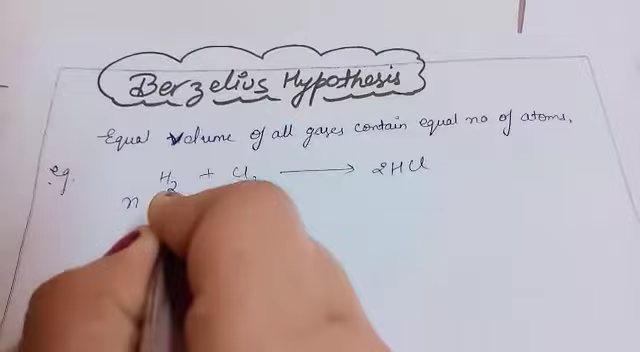 Berzelius Hypothesis
Equal volume of all gases contain equal no of atoms.
eg. H2 + Cl2 ⟶ 2HCl
n